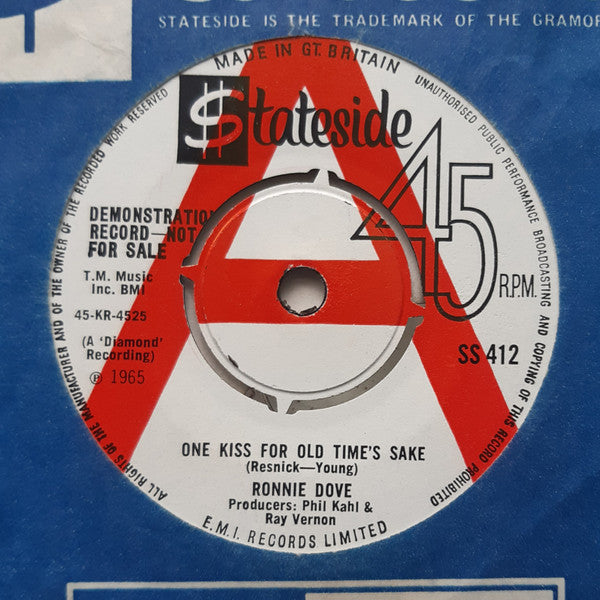 STATESIDE IS THE TRADEMARK OF THE GRAMOP
MADE IN GT. BRITAIN
$tateside
45 R.P.M.
DEMONSTRATION
RECORD—NOT
FOR SALE
T.M. Music
Inc. BMI
45-KR-4525
(A 'Diamond'
Recording)
℗ 1965
SS 412
A
ONE KISS FOR OLD TIME'S SAKE
(Resnick—Young)
RONNIE DOVE
Producers: Phil Kahl &
Ray Vernon
E.M.I. RECORDS LIMITED
ALL RIGHTS OF THE MANUFACTURER AND OF THE OWNER OF THE RECORDED WORK RESERVED
UNAUTHORISED PUBLIC PERFORMANCE BROADCASTING AND COPYING OF THIS RECORD PROHIBITED